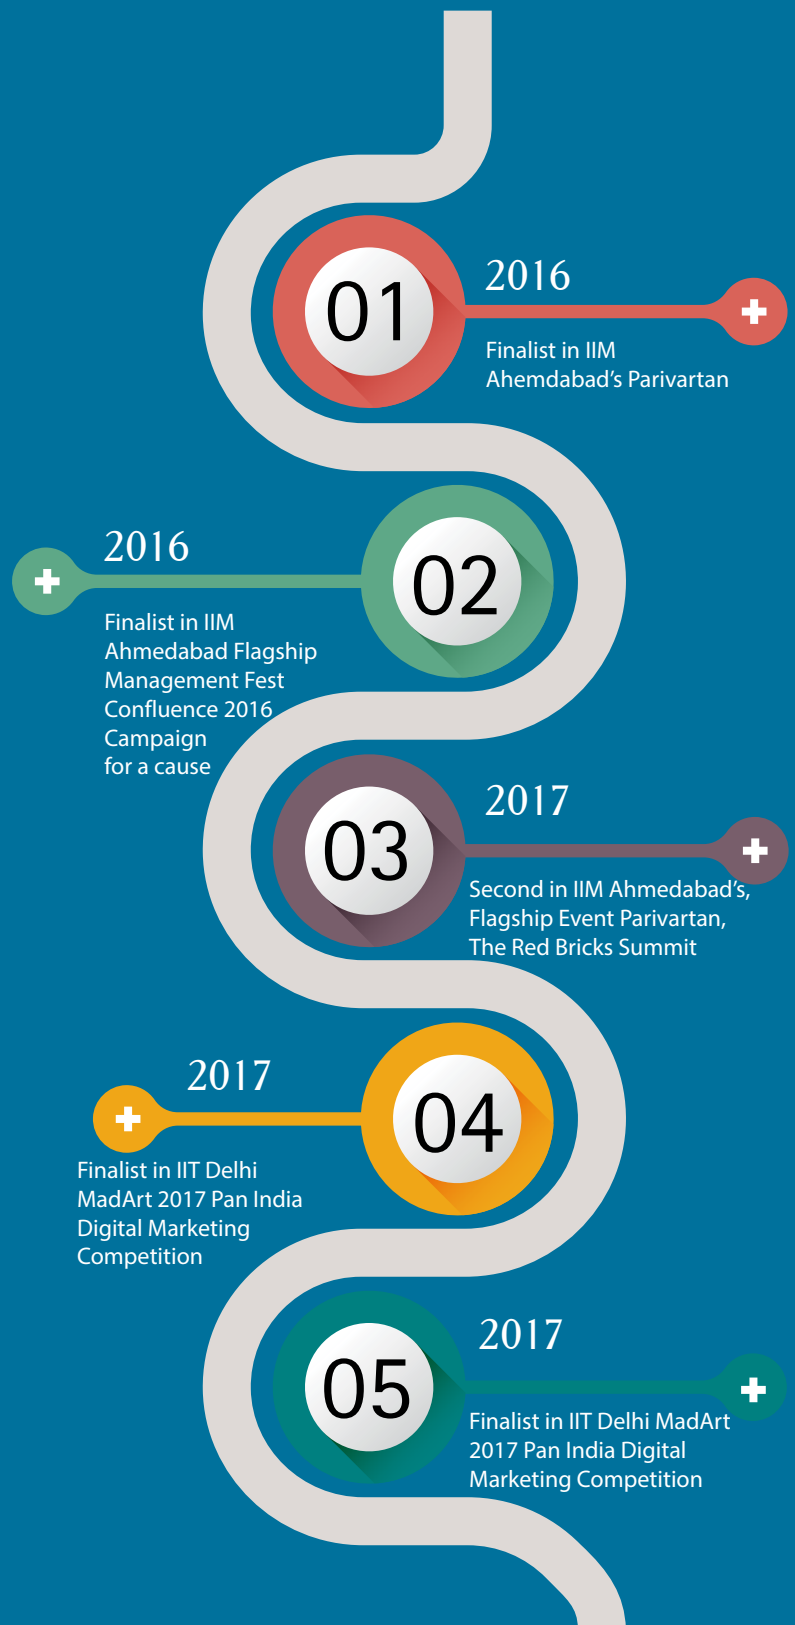 01
2016
Finalist in IIM
Ahemdabad's Parivartan
2016
02
Finalist in IIM
Ahmedabad Flagship
Management Fest
Confluence 2016
Campaign
for a cause
03
2017
Second in IIM Ahmedabad’s,
Flagship Event Parivartan,
The Red Bricks Summit
2017
04
Finalist in IIT Delhi
MadArt 2017 Pan India
Digital Marketing
Competition
05
2017
Finalist in IIT Delhi MadArt
2017 Pan India Digital
Marketing Competition